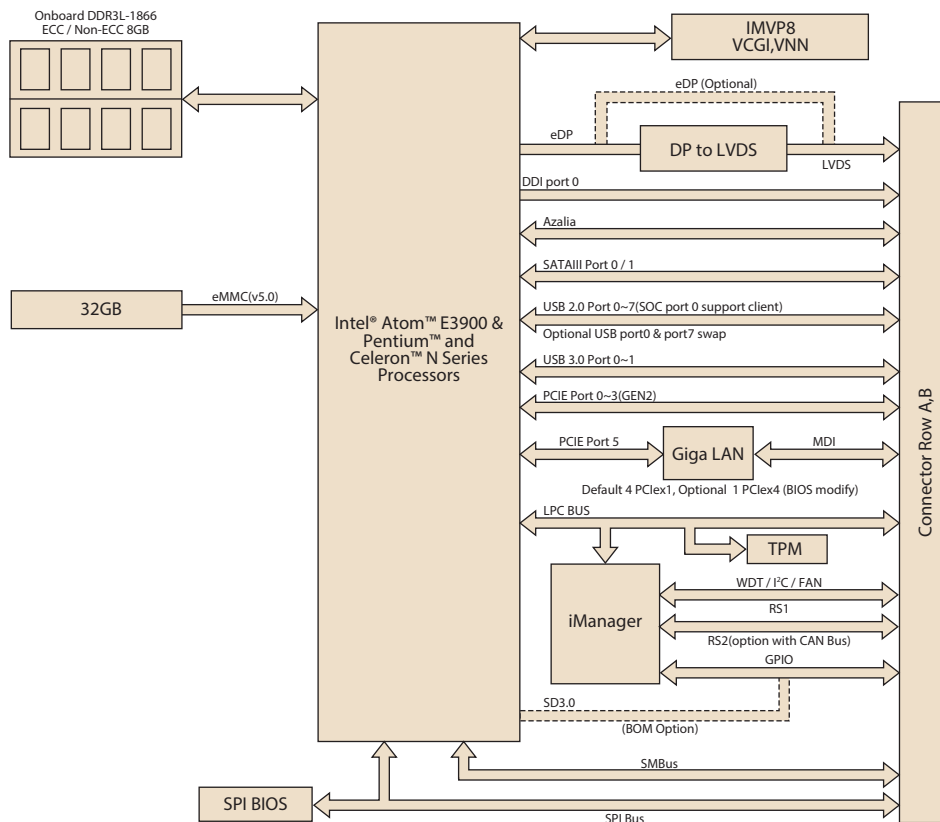 Onboard DDR3L-1866
ECC / Non-ECC 8GB
IMVP8
VCGI,VNN
eDP (Optional)
eDP
DP to LVDS
LVDS
DDI port 0
Azalia
SATAIII Port 0 / 1
32GB
eMMC(v5.0)
USB 2.0 Port 0~7(SOC port 0 support client)
Optional USB port0 & port7 swap
Intel® Atom™ E3900 &
Pentium™ and
Celeron™ N Series
Processors
USB 3.0 Port 0~1
PCIE Port 0~3(GEN2)
PCIE Port 5
Giga LAN
MDI
Default 4 PCIex1, Optional 1 PCIex4 (BIOS modify)
LPC BUS
TPM
Connector Row A,B
iManager
WDT / I²C / FAN
RS1
RS2(option with CAN Bus)
GPIO
SD3.0
(BOM Option)
SMBus
SPI BIOS
SPI Bus